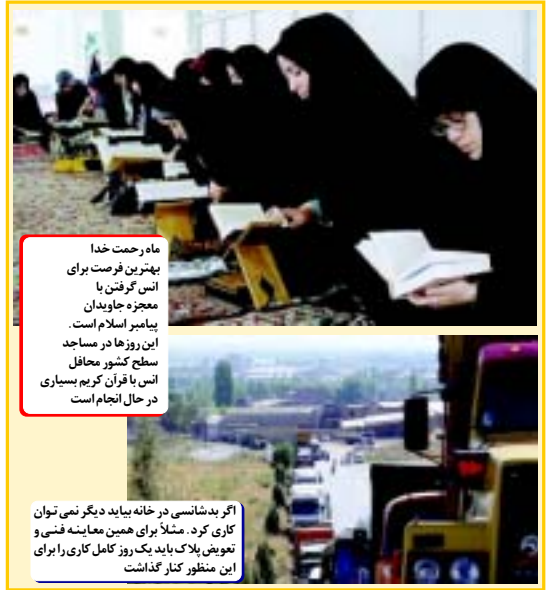 ماه رحمت خدا
بهترین فرصت برای
انس گرفتن با
معجزه جاویدان
پیامبر اسلام است.
این روزها در مساجد
سطح کشور محافل
انس با قرآن کریم بسیاری
در حال انجام است
اگر بدشانسی در خانه بیاید دیگر نمی توان
کاری کرد. مثلاً برای همین معاینه فنی و
تعویض پلاک باید یک روز کامل کاری را برای
این منظور کنار گذاشت